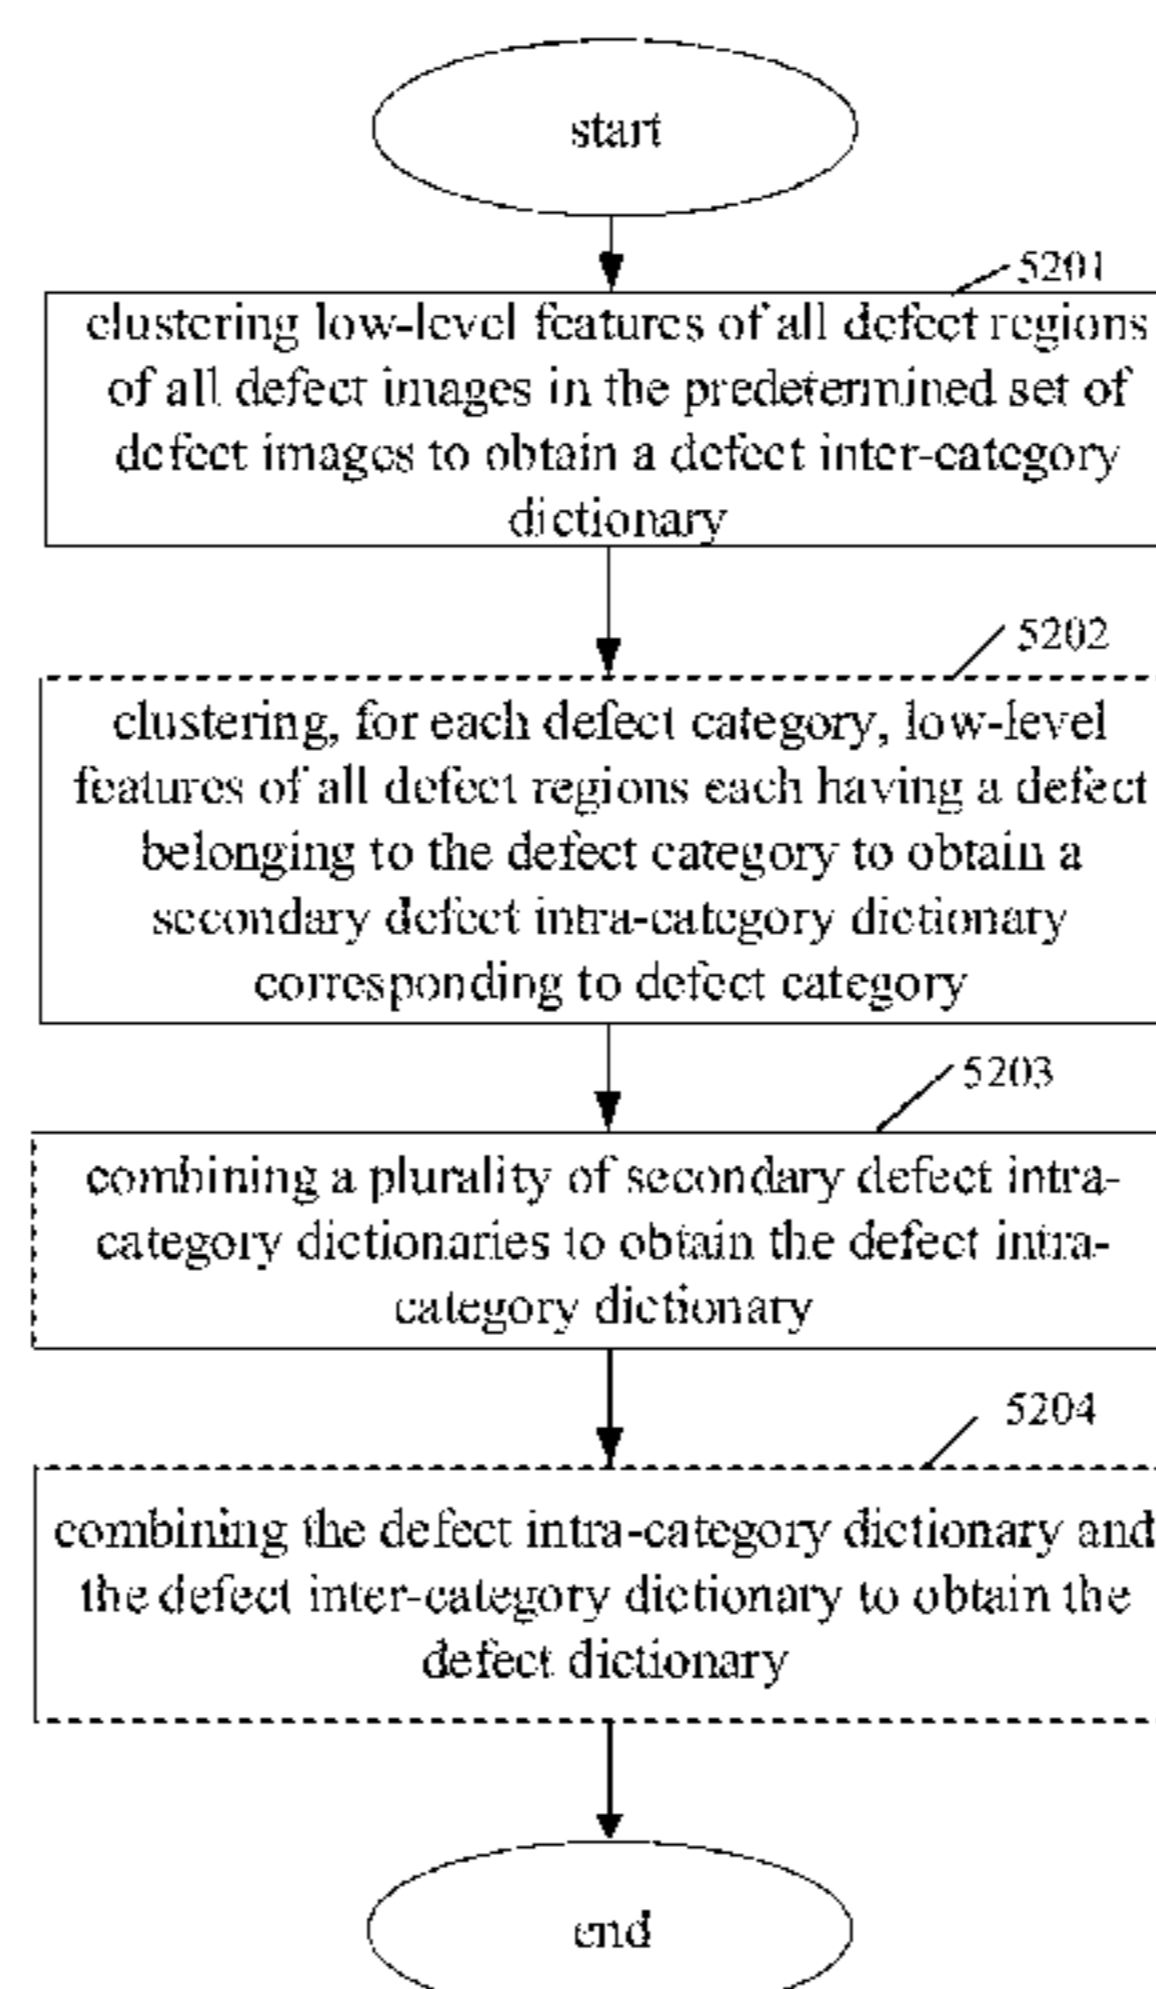 start
5201
clustering low-level features of all defect regions
of all defect images in the predetermined set of
defect images to obtain a defect inter-category
dictionary
5202
clustering, for each defect category, low-level
features of all defect regions each having a defect
belonging to the defect category to obtain a
secondary defect intra-category dictionary
corresponding to defect category
5203
combining a plurality of secondary defect intra-
category dictionaries to obtain the defect intra-
category dictionary
5204
combining the defect intra-category dictionary and
the defect inter-category dictionary to obtain the
defect dictionary
end